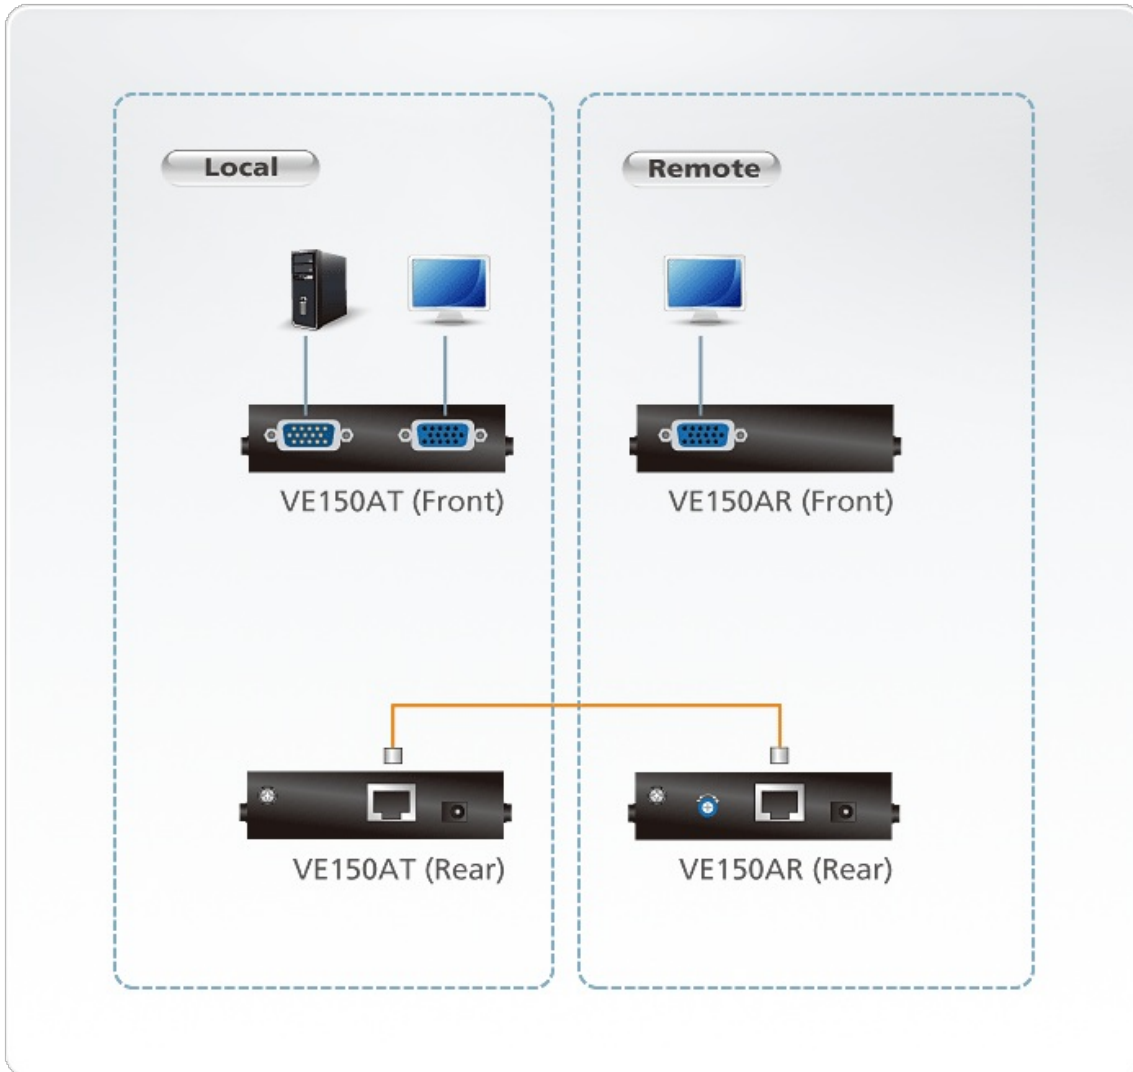 Local
Remote
VE150AT (Front)
VE150AR (Front)
VE150AT (Rear)
VE150AR (Rear)